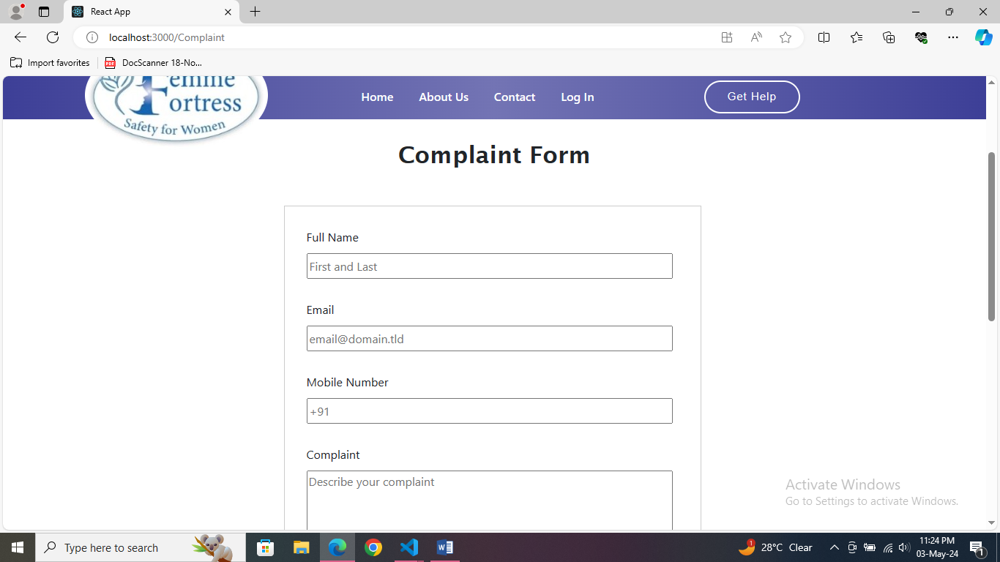 React App
localhost:3000/Complaint
Import favorites
DocScanner 18-No...
Femme
Fortress
Safety for Women
Home
About Us
Contact
Log In
Get Help
Complaint Form
Full Name
First and Last
Email
email@domain.tld
Mobile Number
+91
Complaint
Describe your complaint
Activate Windows
Go to Settings to activate Windows.
Type here to search
1
28°C Clear
11:24 PM
03-May-24
1